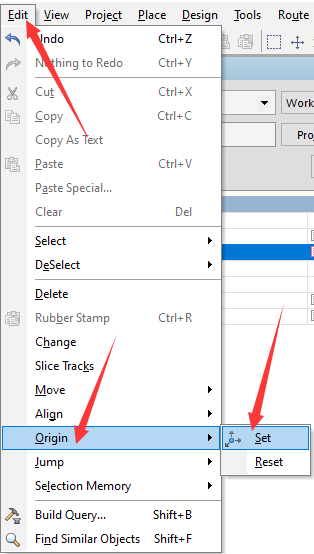 Edit View Project Place Design Tools Route
Undo Ctrl+Z
Nothing to Redo Ctrl+Y
Cut Ctrl+X
Copy Ctrl+C
Copy As Text
Paste Ctrl+V
Paste Special...
Clear Del
Select
DeSelect
Delete
Rubber Stamp Ctrl+R
Change
Slice Tracks
Move
Align
Origin
Set
Jump
Reset
Selection Memory
Build Query... Shift+B
Find Similar Objects Shift+F
Work
Proj